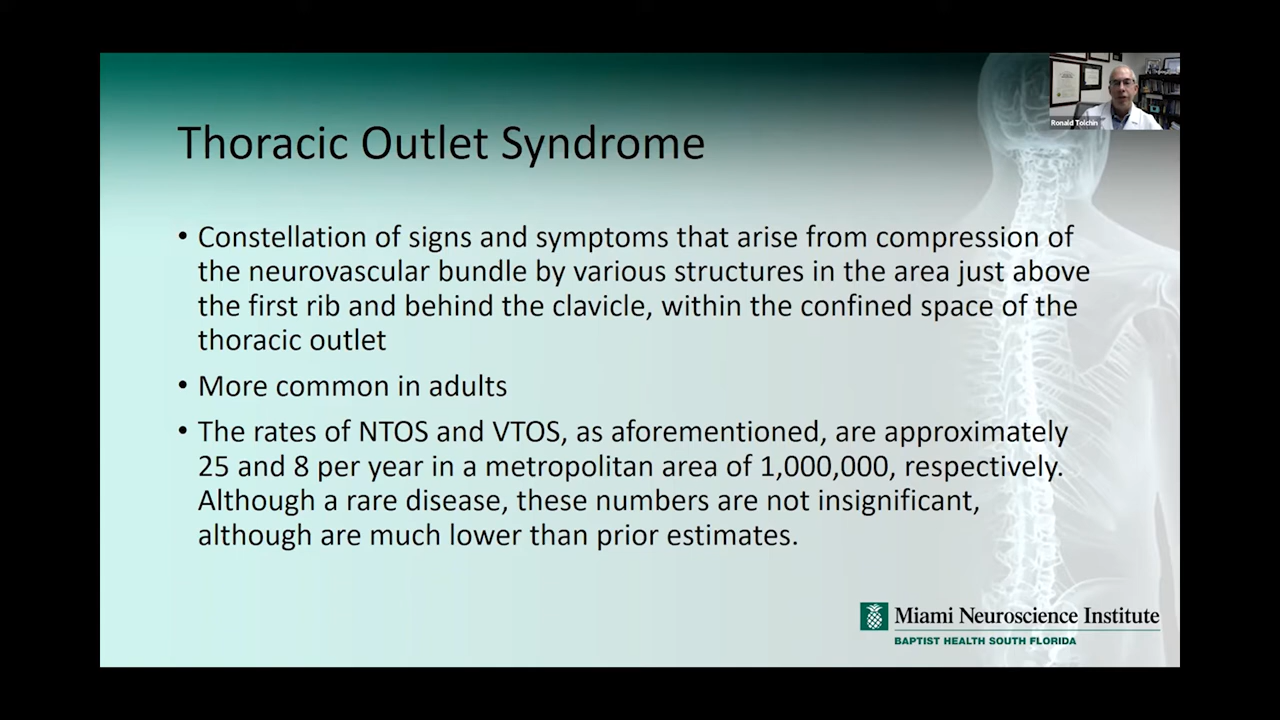 Ronald Tolchin
Thoracic Outlet Syndrome
• Constellation of signs and symptoms that arise from compression of
the neurovascular bundle by various structures in the area just above
the first rib and behind the clavicle, within the confined space of the
thoracic outlet
• More common in adults
• The rates of NTOS and VTOS, as aforementioned, are approximately
25 and 8 per year in a metropolitan area of 1,000,000, respectively.
Although a rare disease, these numbers are not insignificant,
although are much lower than prior estimates.
Miami Neuroscience Institute
BAPTIST HEALTH SOUTH FLORIDA